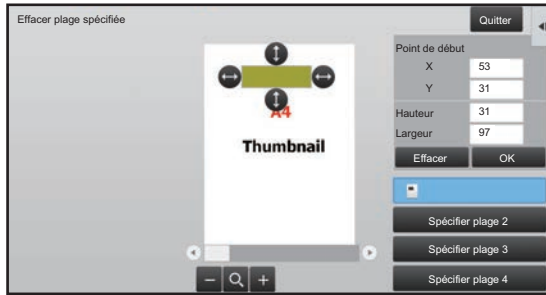 Effacer plage spécifiée
Quitter
Point de début
X 53
Y 31
Hauteur 31
Largeur 97
Effacer OK
A4
Thumbnail
Spécifier plage 2
Spécifier plage 3
Spécifier plage 4